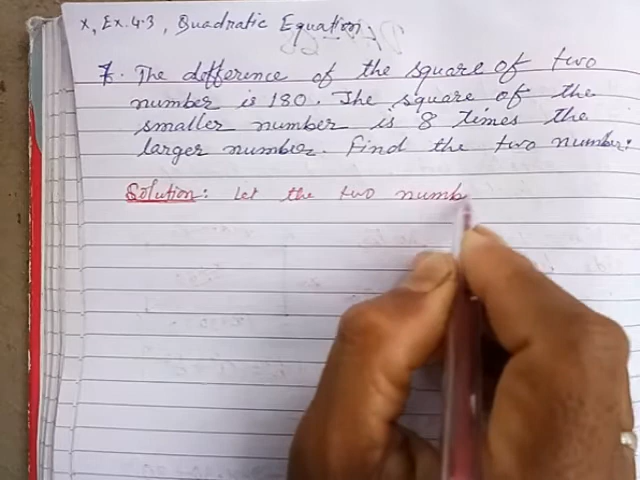 X, Ex. 4.3, Quadratic Equation
7. The difference of the square of two
number is 180. The square of the
smaller number is 8 times the
larger number. Find the two number.
Solution: Let the two numb